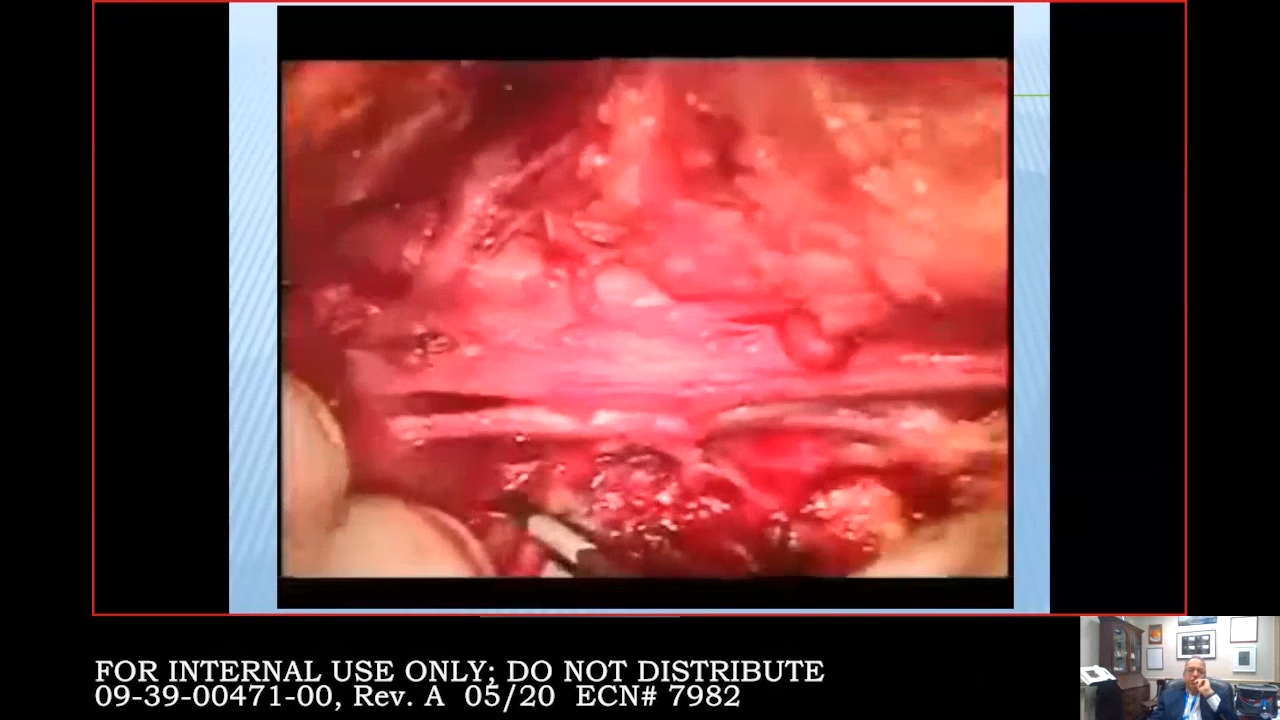 FOR INTERNAL USE ONLY; DO NOT DISTRIBUTE
09-39-00471-00, Rev. A  05/20  ECN# 7982